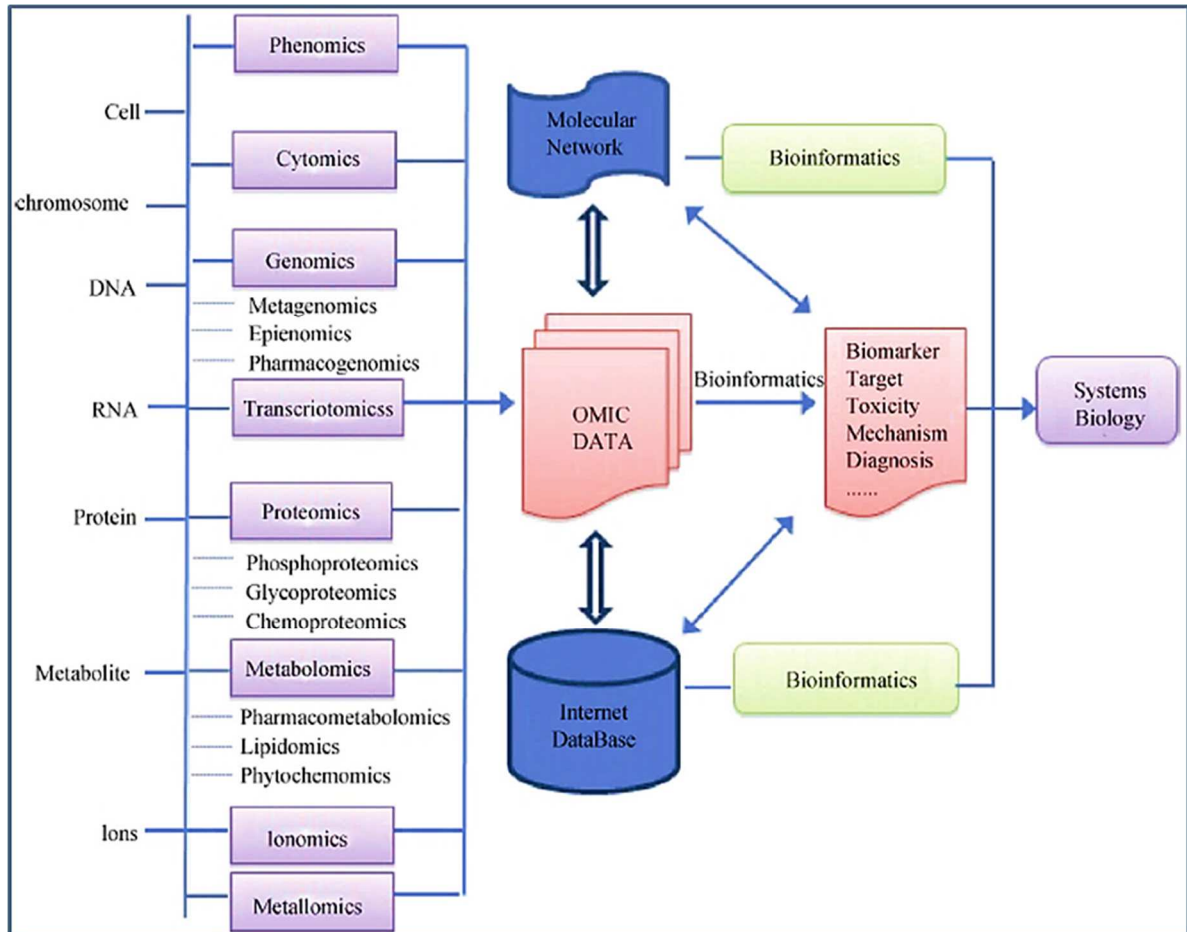 Cell
chromosome
DNA
RNA
Protein
Metabolite
Ions
Phenomics
Cytomics
Genomics
Metagenomics
Epienomics
Pharmacogenomics
Transcriotomicss
Proteomics
Phosphoproteomics
Glycoproteomics
Chemoproteomics
Metabolomics
Pharmacometabolomics
Lipidomics
Phytochemomics
Ionomics
Metallomics
Molecular
Network
OMIC
DATA
Internet
DataBase
Bioinformatics
Bioinformatics
Bioinformatics
Biomarker
Target
Toxicity
Mechanism
Diagnosis
......
Systems
Biology